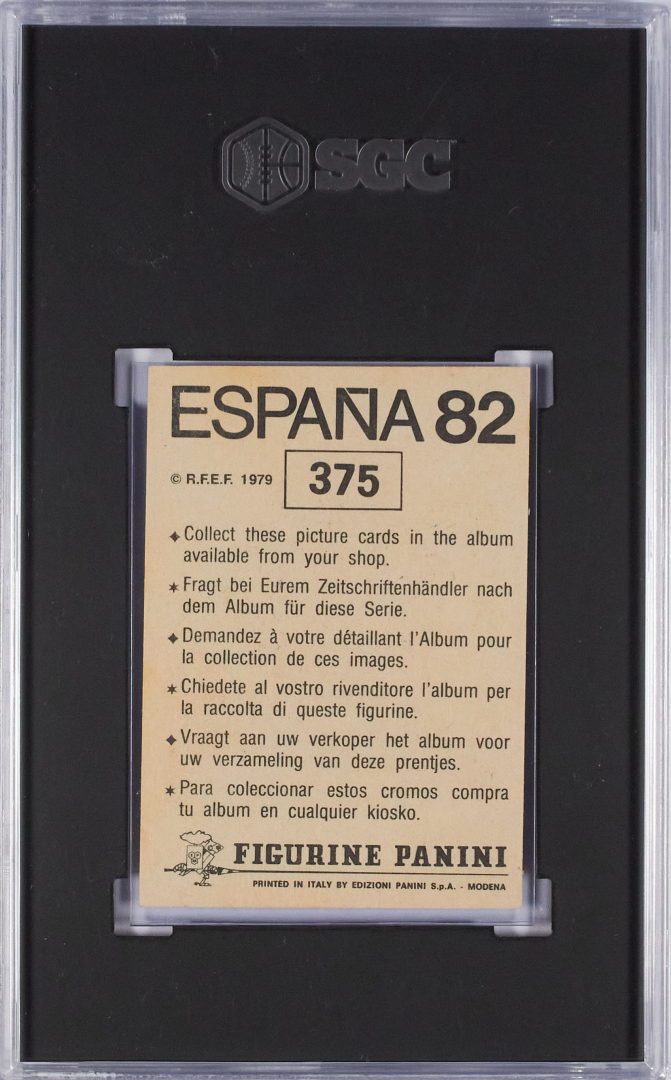 SGC
ESPAÑA 82
© R.F.E.F. 1979 375
Collect these picture cards in the album
available from your shop.
Fragt bei Eurem Zeitschriftenhändler nach
dem Album für diese Serie.
Demandez à votre détaillant l'Album pour
la collection de ces images.
Chiedete al vostro rivenditore l'album per
la raccolta di queste figurine.
Vraagt aan uw verkoper het album voor
uw verzameling van deze prentjes.
Para coleccionar estos cromos compra
tu album en cualquier kiosko.
FIGURINE PANINI
PRINTED IN ITALY BY EDIZIONI PANINI S.p.A. - MODENA